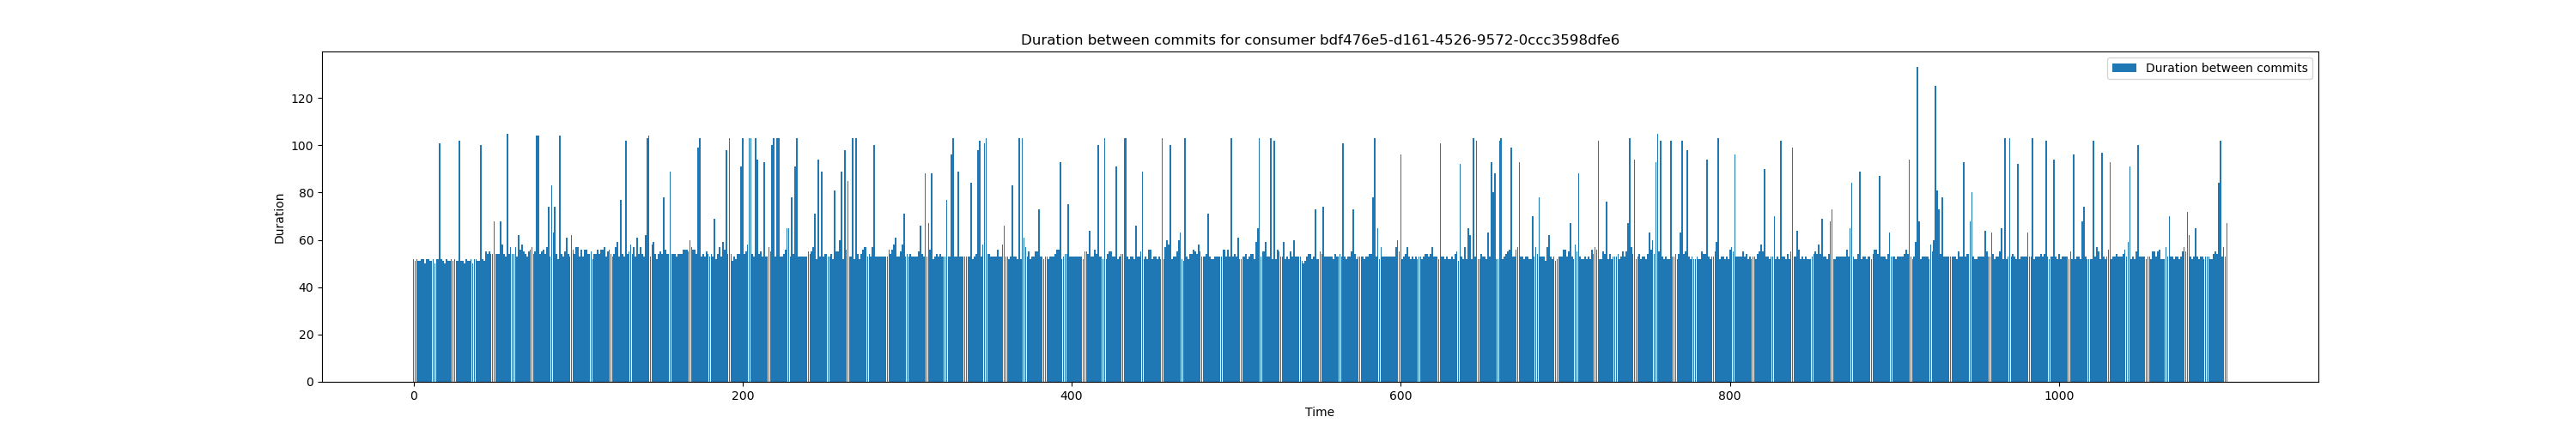 Duration between commits for consumer bdf476e5-d161-4526-9572-0ccc3598dfe6
Duration between commits
120
100
80
60
40
20
0
Duration
0 200 400 600 800 1000
Time